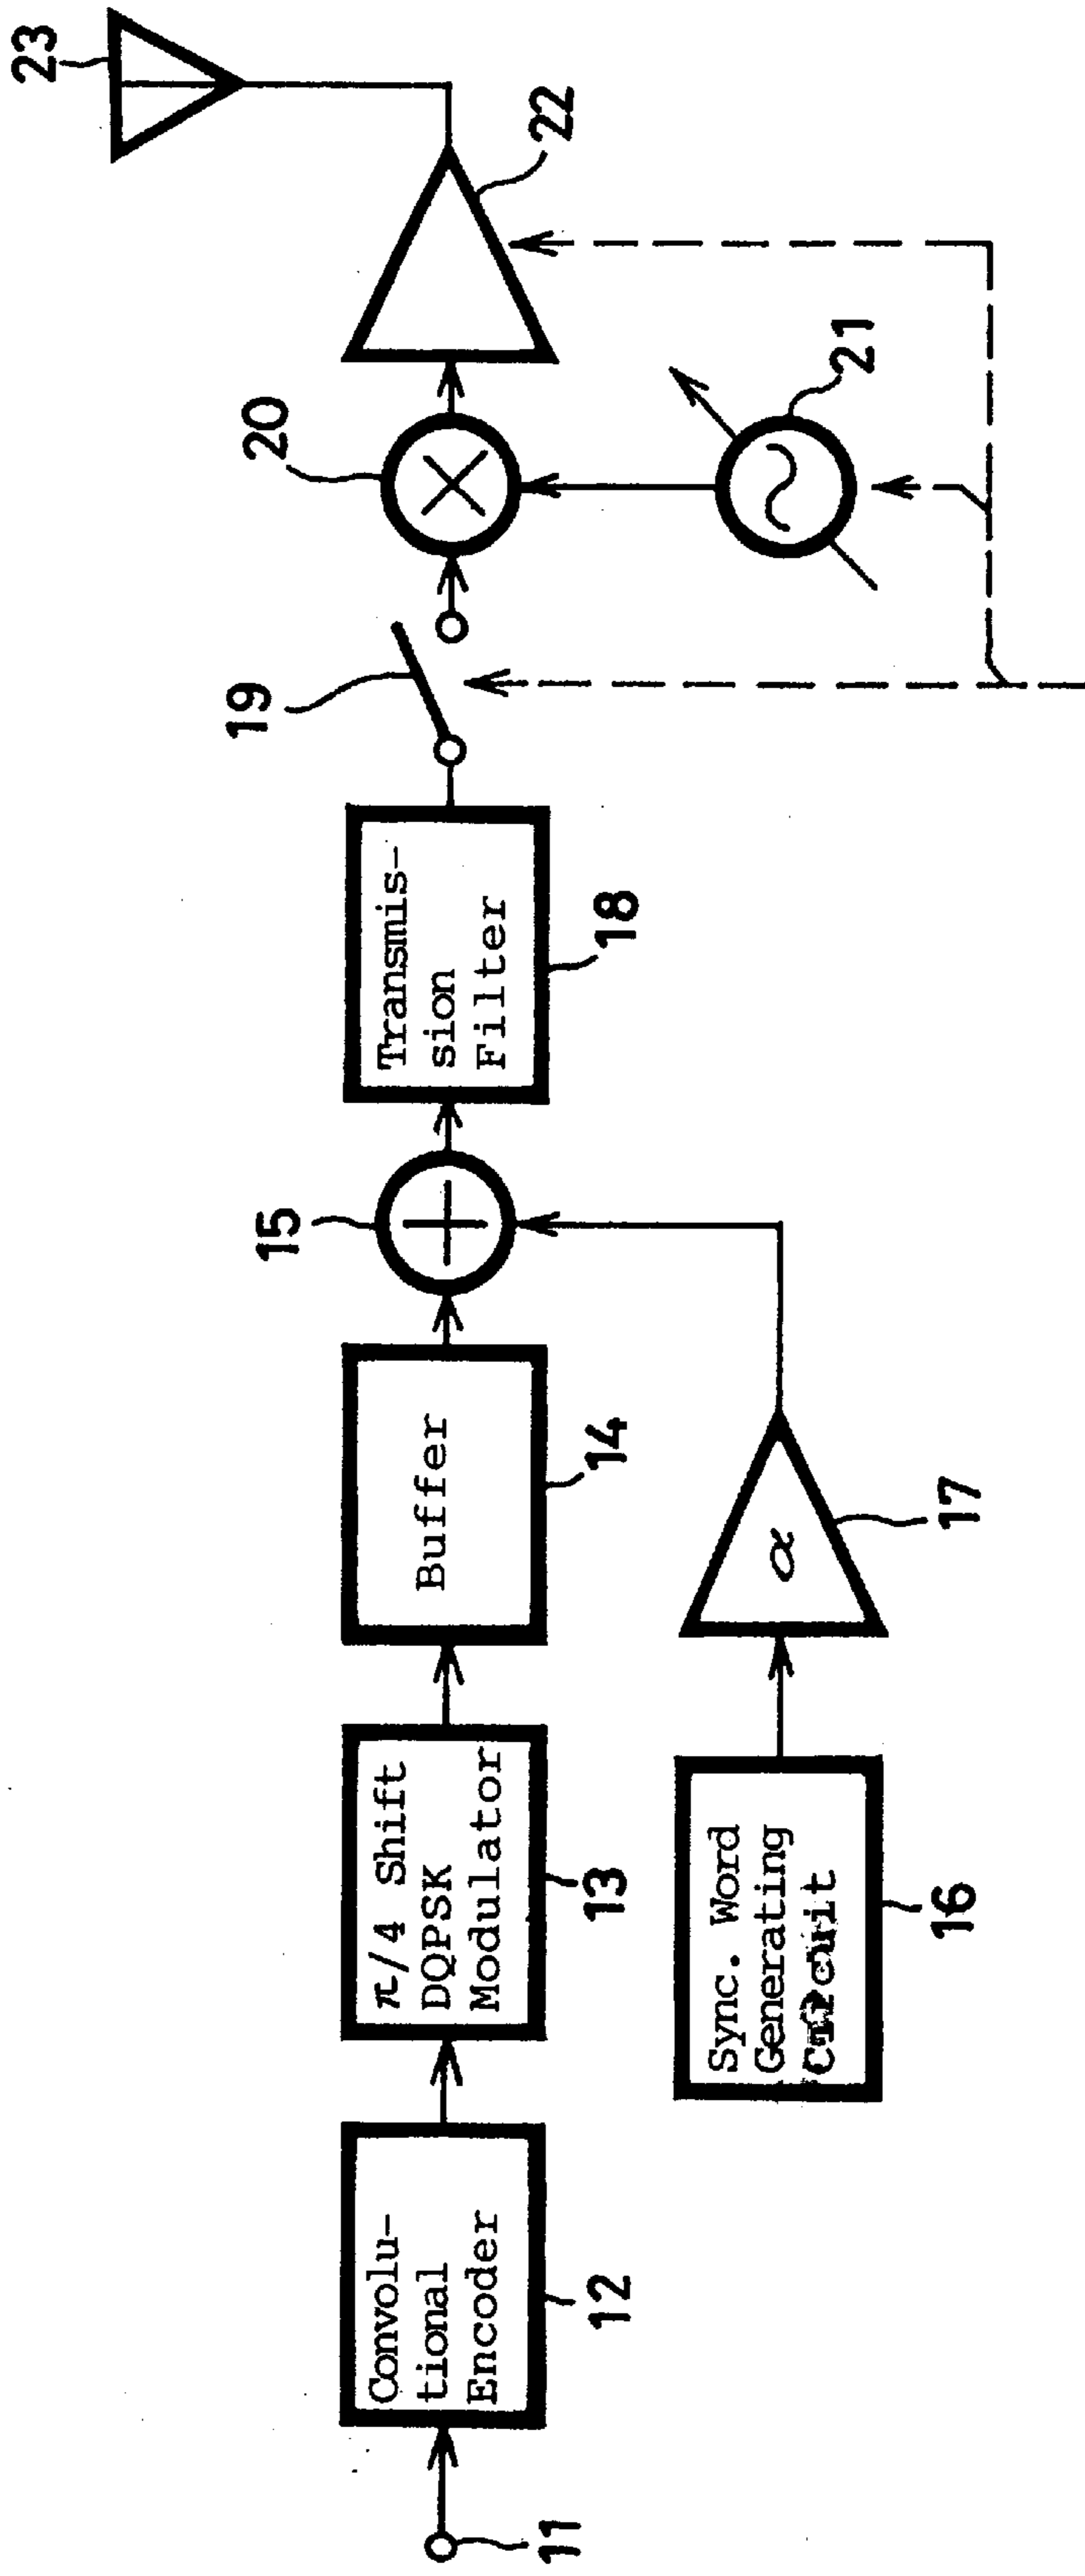 11
Convolu-
tional
Encoder
12
π/4 Shift
DQPSK
Modulator
13
Buffer
14
15
Sync. Word
Generating
Circuit
16
α
17
Transmis-
sion
Filter
18
19
20
21
22
23